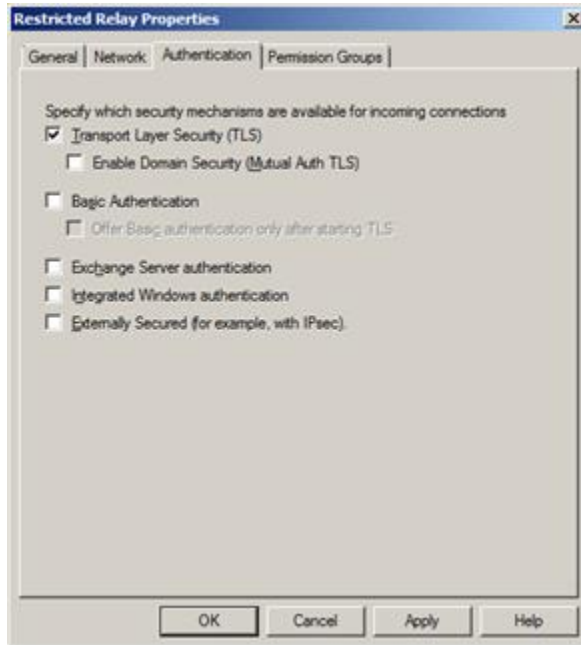 Restricted Relay Properties
General Network Authentication Permission Groups
Specify which security mechanisms are available for incoming connections
Transport Layer Security (TLS)
Enable Domain Security (Mutual Auth TLS)
Basic Authentication
Offer Basic authentication only after starting TLS
Exchange Server authentication
Integrated Windows authentication
Externally Secured (for example, with IPsec).
OK Cancel Apply Help